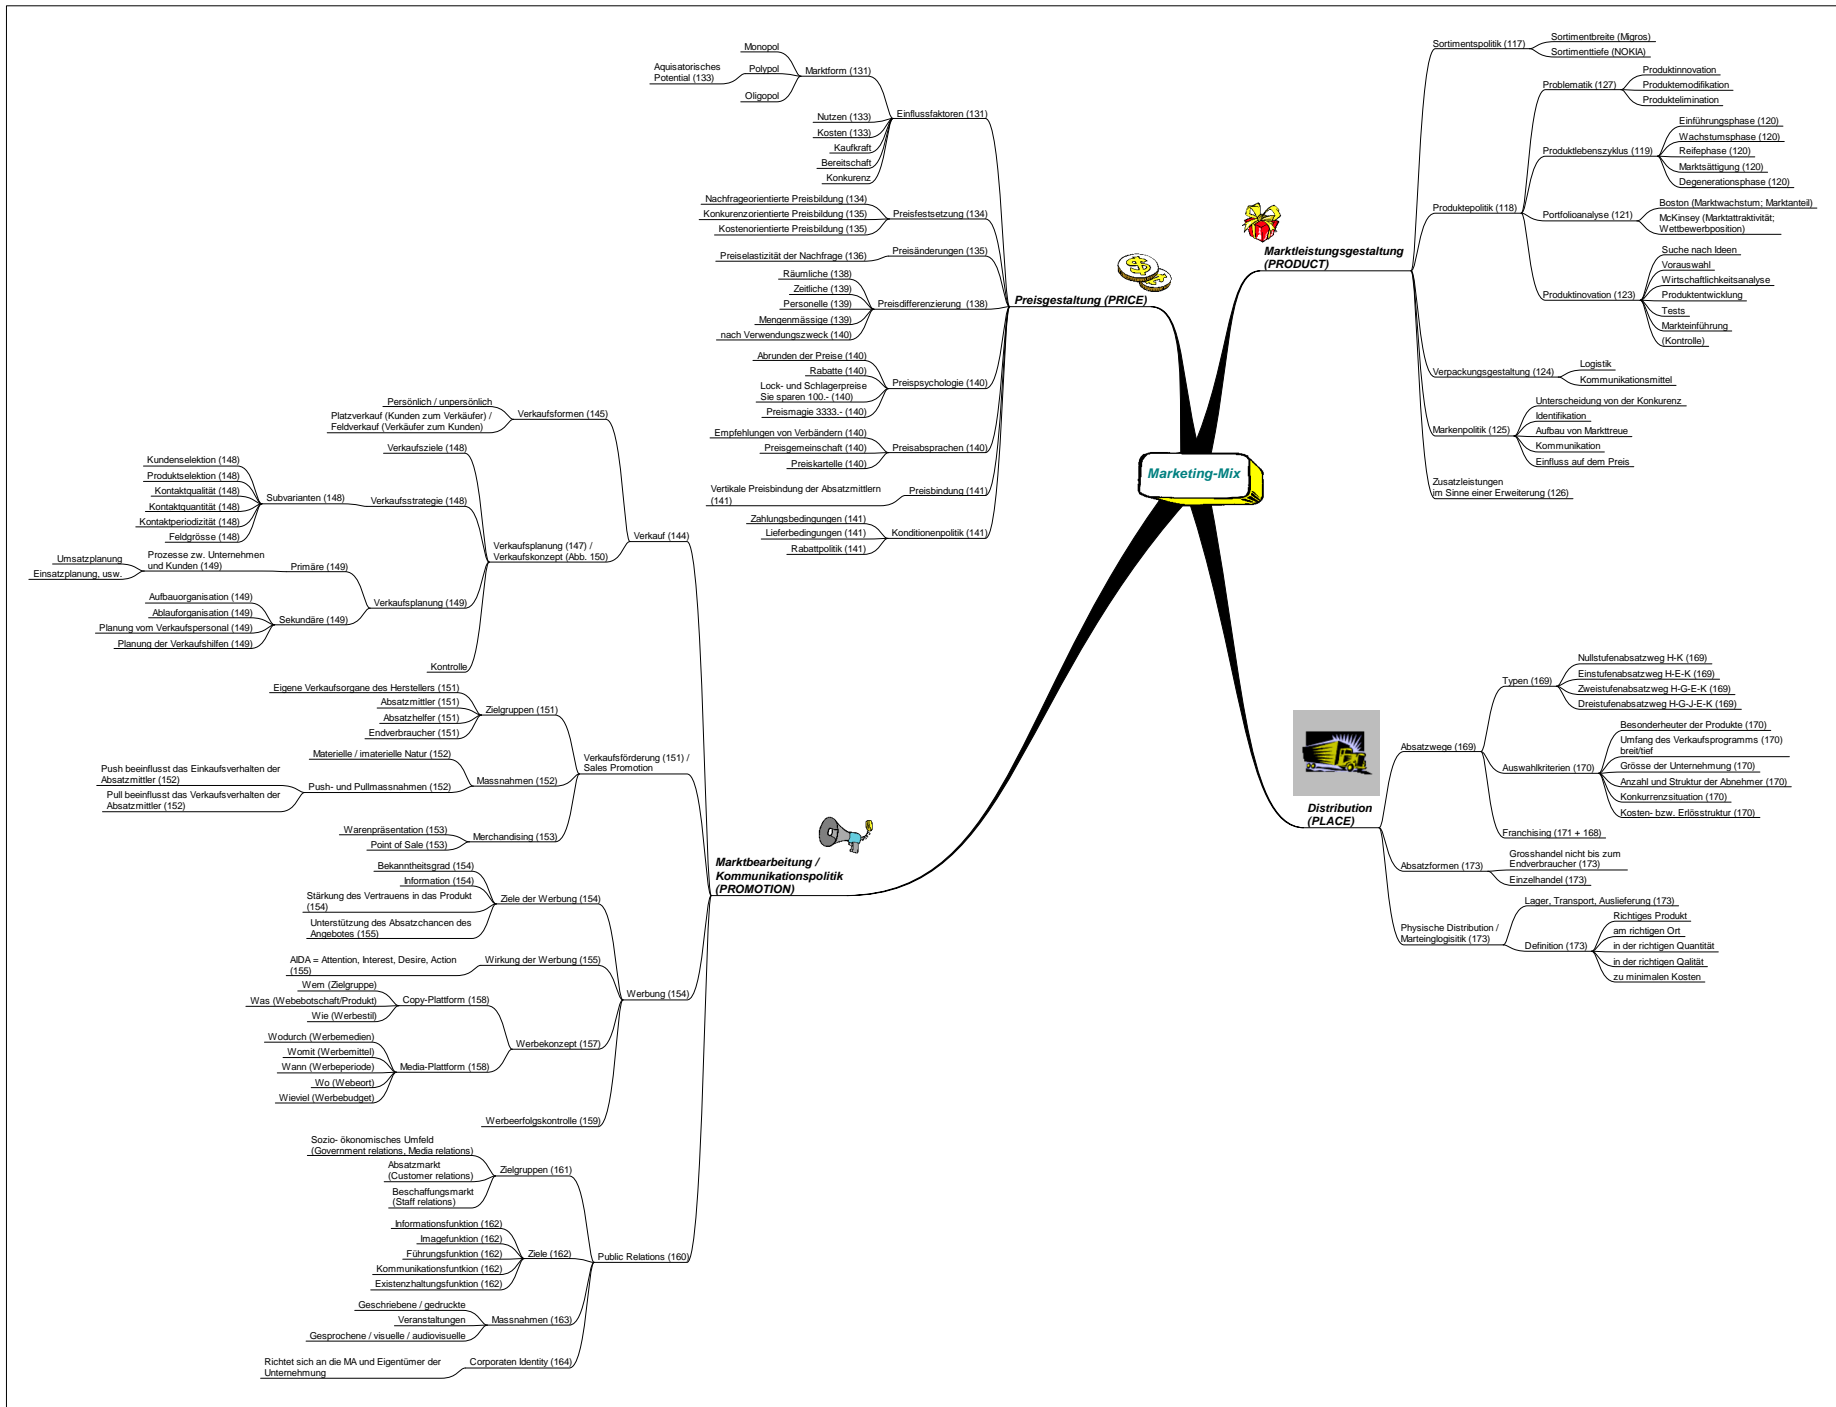 Marketing-Mix
Marktleistungsgestaltung
(PRODUCT)
Sortimentspolitik (117)
Sortimentbreite (Migros)
Sortimenttiefe (NOKIA)
Produktepolitik (118)
Problematik (127)
Produktinnovation
Produktemodifikation
Produktelimination
Produktlebenszyklus (119)
Einführungsphase (120)
Wachstumsphase (120)
Reifephase (120)
Marktsättigung (120)
Degenerationsphase (120)
Portfolioanalyse (121)
Boston (Marktwachstum; Marktanteil)
McKinsey (Marktattraktivität;
Wettbewerbposition)
Produktinovation (123)
Suche nach Ideen
Vorauswahl
Wirtschaftlichkeitsanalyse
Produktentwicklung
Tests
Markteinführung
(Kontrolle)
Verpackungsgestaltung (124)
Logistik
Kommunikationsmittel
Markenpolitik (125)
Unterscheidung von der Konkurenz
Identifikation
Aufbau von Markttreue
Kommunikation
Einfluss auf dem Preis
Zusatzleistungen
im Sinne einer Erweiterung (126)
Distribution
(PLACE)
Absatzwege (169)
Typen (169)
Nullstufenabsatzweg H-K (169)
Einstufenabsatzweg H-E-K (169)
Zweistufenabsatzweg H-G-E-K (169)
Dreistufenabsatzweg H-G-J-E-K (169)
Auswahlkriterien (170)
Besonderheuter der Produkte (170)
Umfang des Verkaufsprogramms (170)
breit/tief
Grösse der Unternehmung (170)
Anzahl und Struktur der Abnehmer (170)
Konkurrenzsituation (170)
Kosten- bzw. Erlösstruktur (170)
Franchising (171 + 168)
Absatzformen (173)
Grosshandel nicht bis zum
Endverbraucher (173)
Einzelhandel (173)
Physische Distribution /
Marteinglogisitik (173)
Lager, Transport, Auslieferung (173)
Definition (173)
Richtiges Produkt
am richtigen Ort
in der richtigen Quantität
in der richtigen Qalität
zu minimalen Kosten
Preisgestaltung (PRICE)
Einflussfaktoren (131)
Marktform (131)
Monopol
Polypol
Aquisatorisches
Potential (133)
Oligopol
Nutzen (133)
Kosten (133)
Kaufkraft
Bereitschaft
Konkurenz
Preisfestsetzung (134)
Nachfrageorientierte Preisbildung (134)
Konkurenzorientierte Preisbildung (135)
Kostenorientierte Preisbildung (135)
Preisänderungen (135)
Preiselastizität der Nachfrage (136)
Preisdifferenzierung (138)
Räumliche (138)
Zeitliche (139)
Personelle (139)
Mengenmässige (139)
nach Verwendungszweck (140)
Preispsychologie (140)
Abrunden der Preise (140)
Rabatte (140)
Lock- und Schlagerpreise
Sie sparen 100.- (140)
Preismagie 3333.- (140)
Preisabsprachen (140)
Empfehlungen von Verbändern (140)
Preisgemeinschaft (140)
Preiskartelle (140)
Preisbindung (141)
Vertikale Preisbindung der Absatzmittlern
(141)
Konditionenpolitik (141)
Zahlungsbedingungen (141)
Lieferbedingungen (141)
Rabattpolitik (141)
Marktbearbeitung /
Kommunikationspolitik
(PROMOTION)
Verkauf (144)
Verkaufsformen (145)
Persönlich / unpersönlich
Platzverkauf (Kunden zum Verkäufer) /
Feldverkauf (Verkäufer zum Kunden)
Verkaufsplanung (147) /
Verkaufskonzept (Abb. 150)
Verkaufsziele (148)
Verkaufsstrategie (148)
Subvarianten (148)
Kundenselektion (148)
Produktselektion (148)
Kontaktqualität (148)
Kontaktquantität (148)
Kontaktperiodizität (148)
Feldgrösse (148)
Verkaufsplanung (149)
Primäre (149)
Prozesse zw. Unternehmen
und Kunden (149)
Umsatzplanung
Einsatzplanung, usw.
Sekundäre (149)
Aufbauorganisation (149)
Ablauforganisation (149)
Planung vom Verkaufspersonal (149)
Planung der Verkaufshilfen (149)
Kontrolle
Verkaufsförderung (151) /
Sales Promotion
Zielgruppen (151)
Eigene Verkaufsorgane des Herstellers (151)
Absatzmittler (151)
Absatzhelfer (151)
Endverbraucher (151)
Massnahmen (152)
Materielle / imaterielle Natur (152)
Push- und Pullmassnahmen (152)
Push beeinflusst das Einkaufsverhalten der
Absatzmittler (152)
Pull beeinflusst das Verkaufsverhalten der
Absatzmittler (152)
Merchandising (153)
Warenpräsentation (153)
Point of Sale (153)
Werbung (154)
Ziele der Werbung (154)
Bekanntheitsgrad (154)
Information (154)
Stärkung des Vertrauens in das Produkt
(154)
Unterstützung des Absatzchancen des
Angebotes (155)
Wirkung der Werbung (155)
AIDA = Attention, Interest, Desire, Action
(155)
Werbekonzept (157)
Copy-Plattform (158)
Wem (Zielgruppe)
Was (Webebotschaft/Produkt)
Wie (Werbestil)
Media-Plattform (158)
Wodurch (Werbemedien)
Womit (Werbemittel)
Wann (Werbeperiode)
Wo (Webeort)
Wieviel (Werbebudget)
Werbeerfolgskontrolle (159)
Public Relations (160)
Zielgruppen (161)
Sozio- ökonomisches Umfeld
(Government relations, Media relations)
Absatzmarkt
(Customer relations)
Beschaffungsmarkt
(Staff relations)
Ziele (162)
Informationsfunktion (162)
Imagefunktion (162)
Führungsfunktion (162)
Kommunikationsfuntkion (162)
Existenzhaltungsfunktion (162)
Massnahmen (163)
Geschriebene / gedruckte
Veranstaltungen
Gesprochene / visuelle / audiovisuelle
Corporaten Identity (164)
Richtet sich an die MA und Eigentümer der
Unternehmung